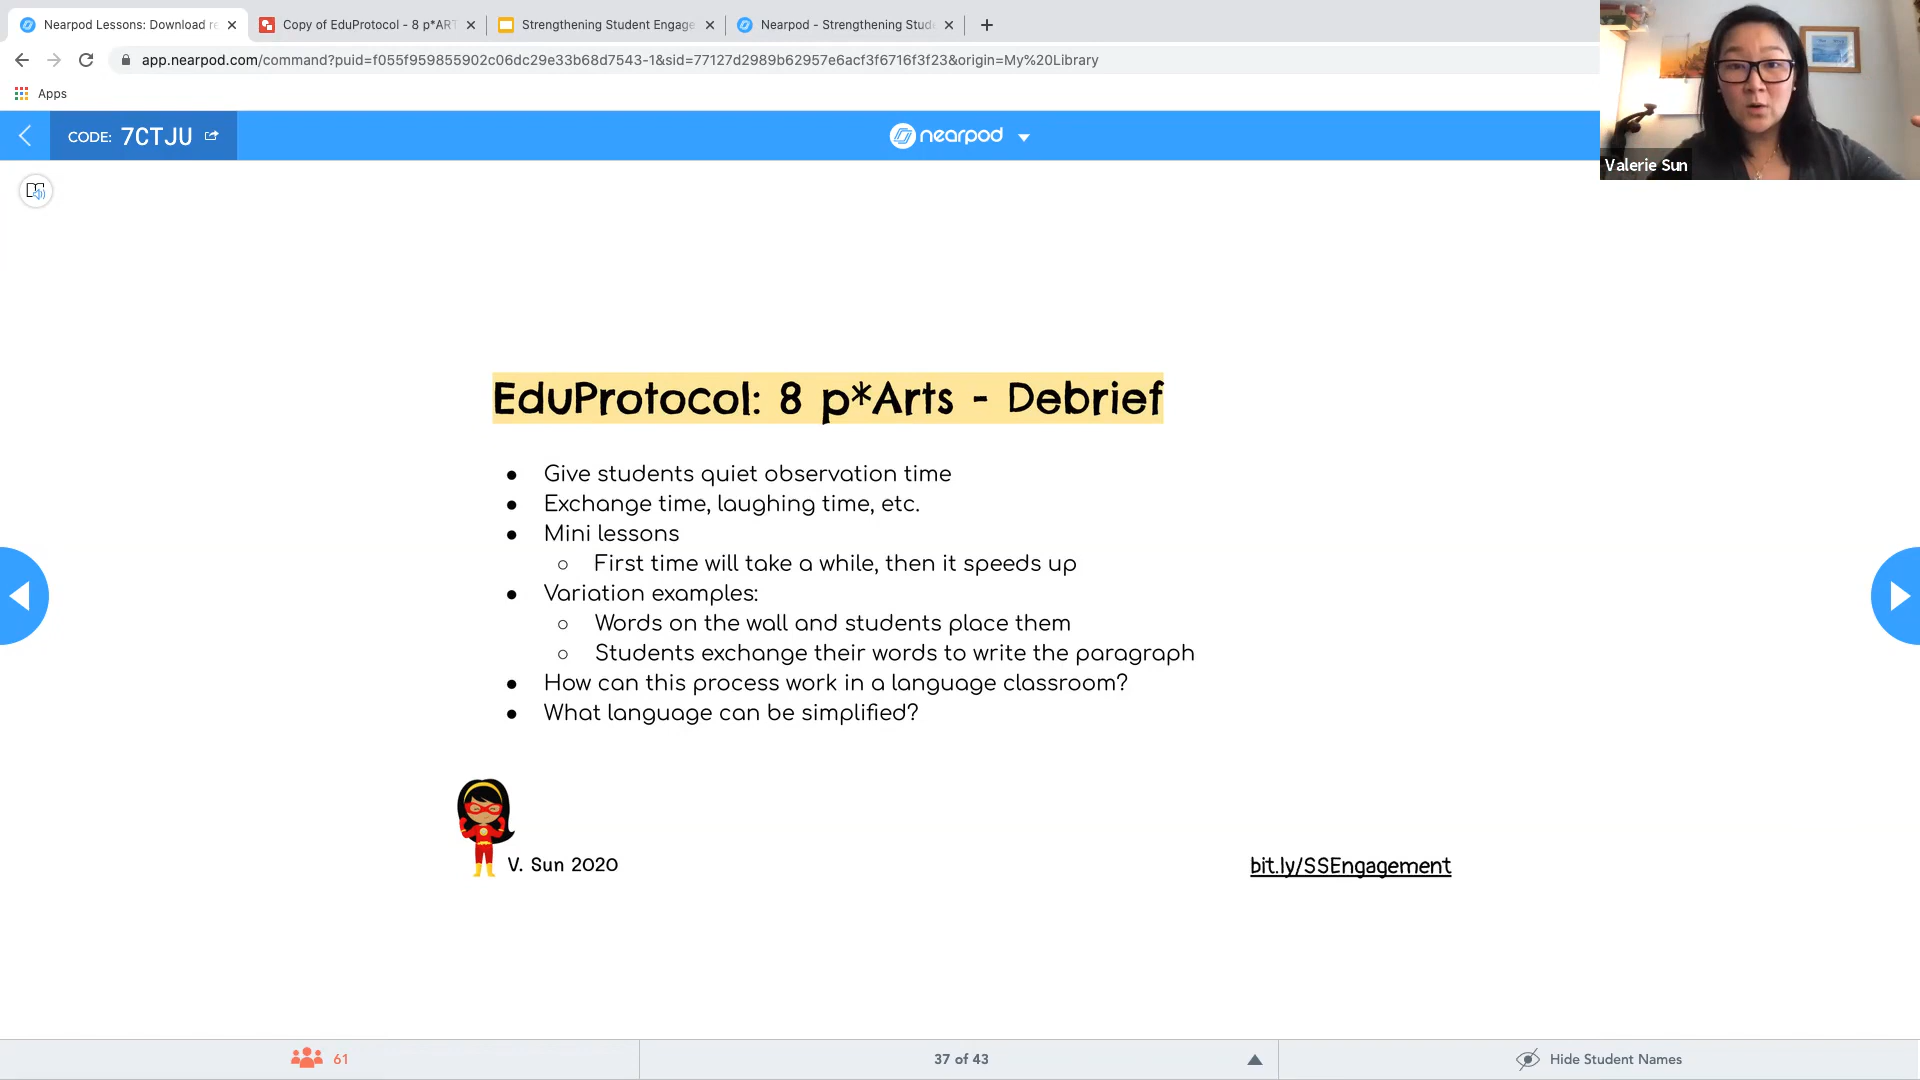 Nearpod Lessons: Download re
Copy of EduProtocol - 8 p*ART
Strengthening Student Engage
Nearpod - Strengthening Stude
app.nearpod.com/command?puid=f055f959855902c06dc29e33b68d7543-1&sid=77127d2989b62957e6acf3f6716f3f23&origin=My%20Library
Apps
CODE: 7CTJU
nearpod
Valerie Sun
EduProtocol: 8 p*Arts - Debrief
● Give students quiet observation time
● Exchange time, laughing time, etc.
● Mini lessons
○ First time will take a while, then it speeds up
● Variation examples:
○ Words on the wall and students place them
○ Students exchange their words to write the paragraph
● How can this process work in a language classroom?
● What language can be simplified?
V. Sun 2020
bit.ly/SSEngagement
61
37 of 43
Hide Student Names